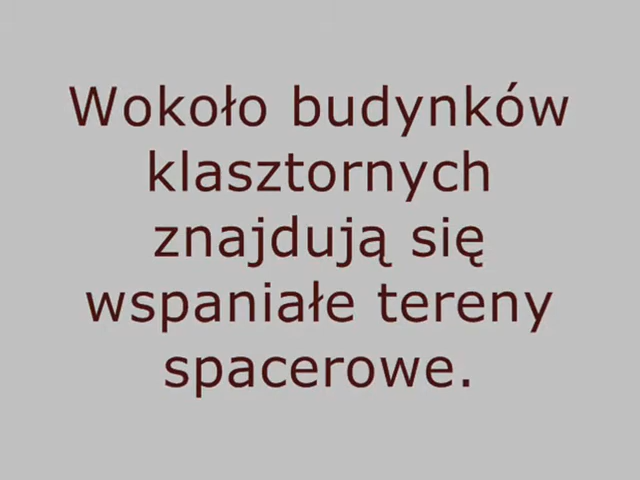 Wokoło budynków
klasztornych
znajdują się
wspaniałe tereny
spacerowe.